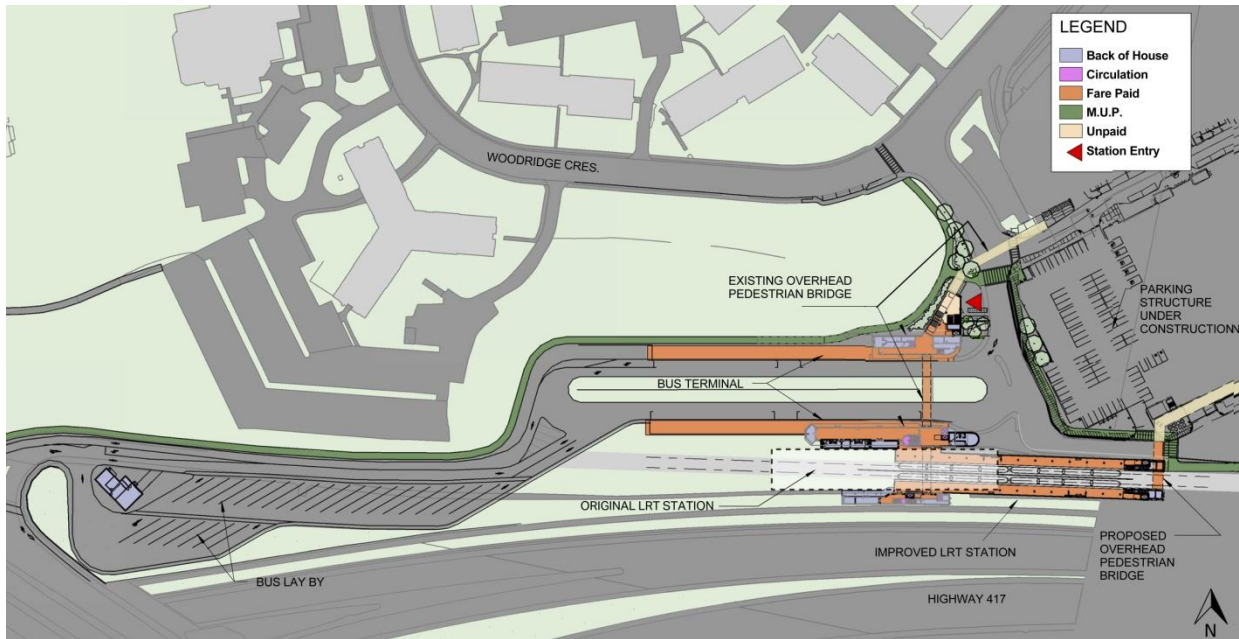 LEGEND
Back of House
Circulation
Fare Paid
M.U.P.
Unpaid
Station Entry
WOODRIDGE CRES.
EXISTING OVERHEAD
PEDESTRIAN BRIDGE
PARKING
STRUCTURE
UNDER
CONSTRUCTIONN
BUS TERMINAL
ORIGINAL LRT STATION
IMPROVED LRT STATION
PROPOSED
OVERHEAD
PEDESTRIAN
BRIDGE
BUS LAY BY
HIGHWAY 417
N